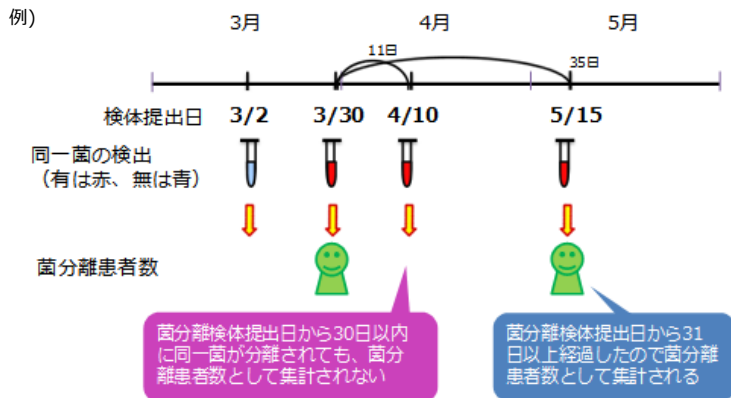 例)
3月 4月 5月
11日
35日
検体提出日 3/2 3/30 4/10 5/15
同一菌の検出
（有は赤、無は青）
菌分離患者数
菌分離検体提出日から30日以内
に同一菌が分離されても、菌分
離患者数として集計されない
菌分離検体提出日から31
日以上経過したので菌分離
患者数として集計される